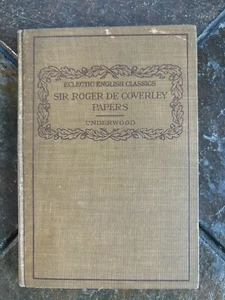 ECLECTIC ENGLISH CLASSICS
SIR ROGER DE COVERLEY
PAPERS
UNDERWOOD